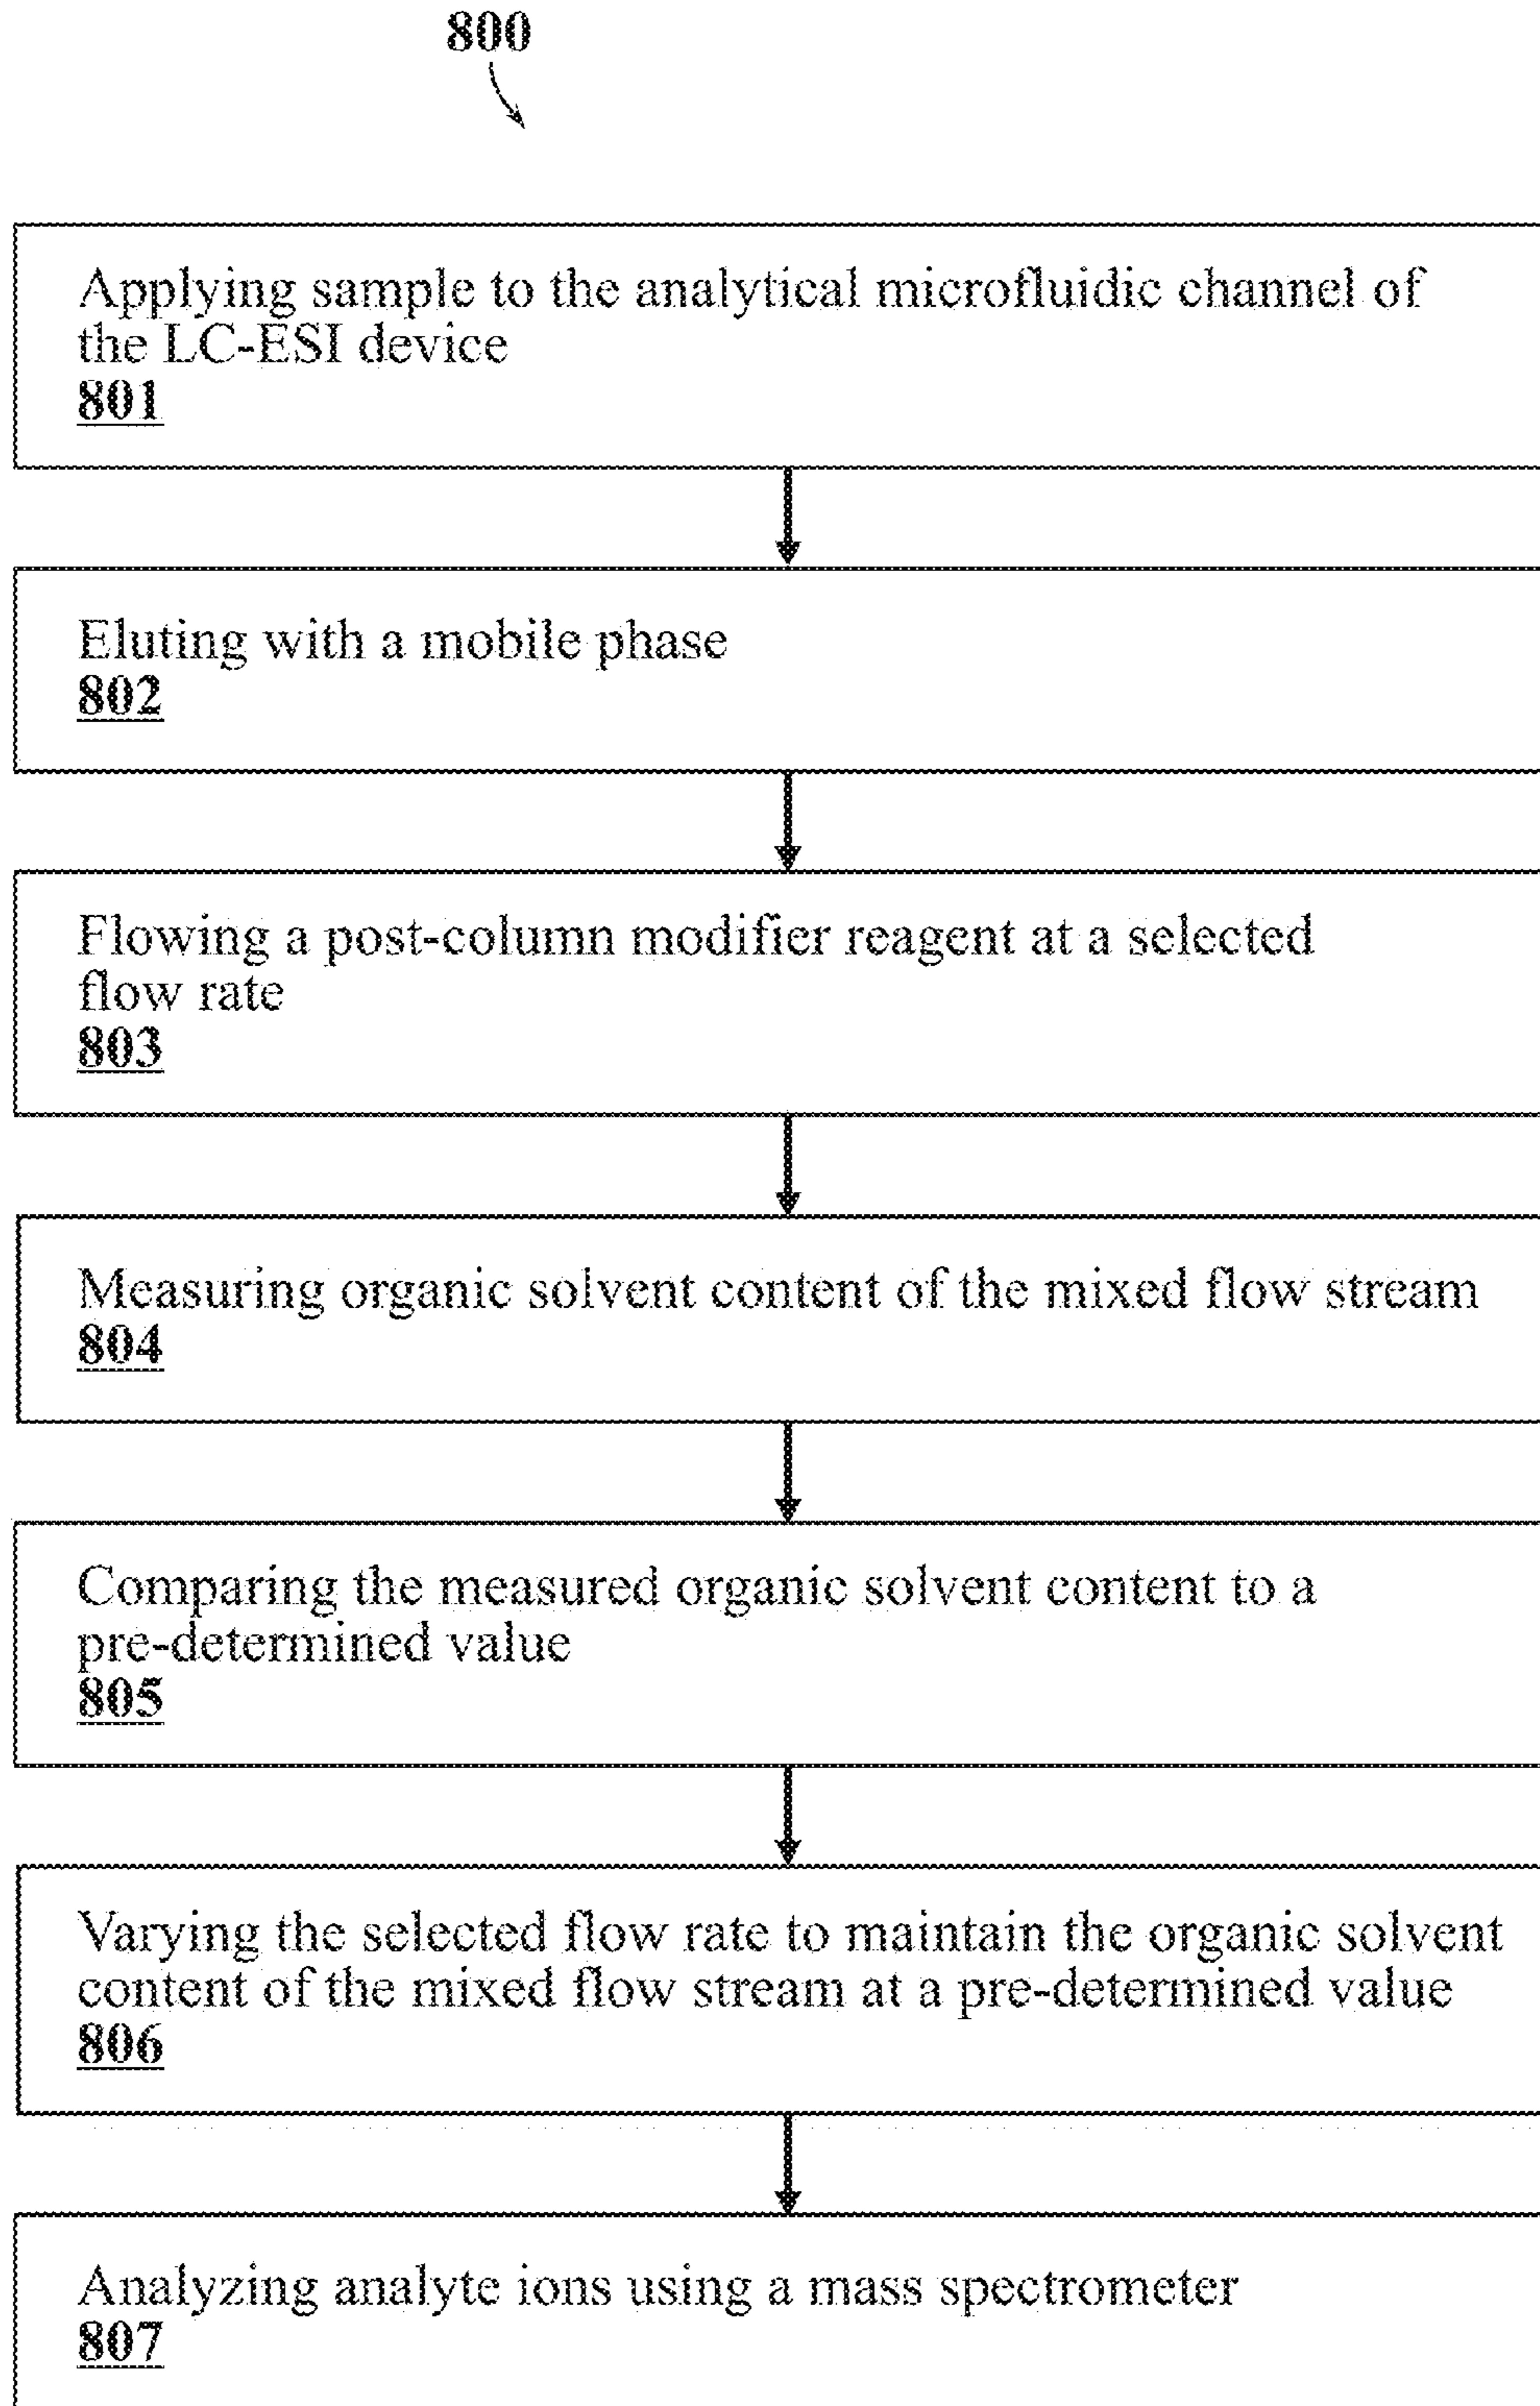 800
Applying sample to the analytical microfluidic channel of
the LC-ESI device
801
Eluting with a mobile phase
802
Flowing a post-column modifier reagent at a selected
flow rate
803
Measuring organic solvent content of the mixed flow stream
804
Comparing the measured organic solvent content to a
pre-determined value
805
Varying the selected flow rate to maintain the organic solvent
content of the mixed flow stream at a pre-determined value
806
Analyzing analyte ions using a mass spectrometer
807